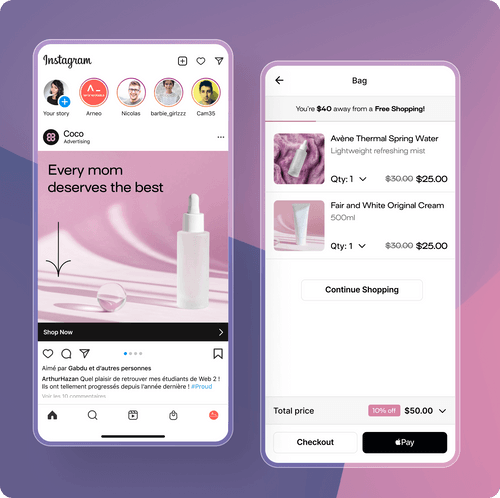 Instagram
Your story
Arneo
Nicolas
barbie_girlzzz
Cam35
Coco
Advertising
Every mom
deserves the best
Shop Now
Aimé par Gabdu et d'autres personnes
ArthurHazan Quel plaisir de retrouver mes étudiants de Web 2 !
Ils ont tellement progressés depuis l'année dernière ! #Proud
Voir les 10 commentaires
Bag
You're $40 away from a Free Shopping!
Avène Thermal Spring Water
Lightweight refreshing mist
Qty: 1 $30.00 $25.00
Fair and White Original Cream
500ml
Qty: 1 $30.00 $25.00
Continue Shopping
Total price 10% off $50.00
Checkout
Pay